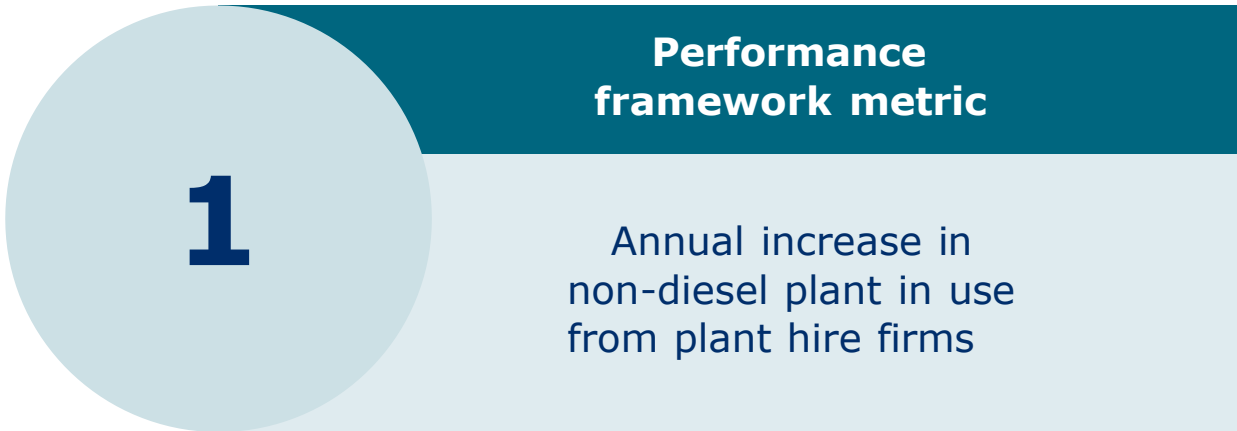 1
Performance
framework metric
Annual increase in
non-diesel plant in use
from plant hire firms